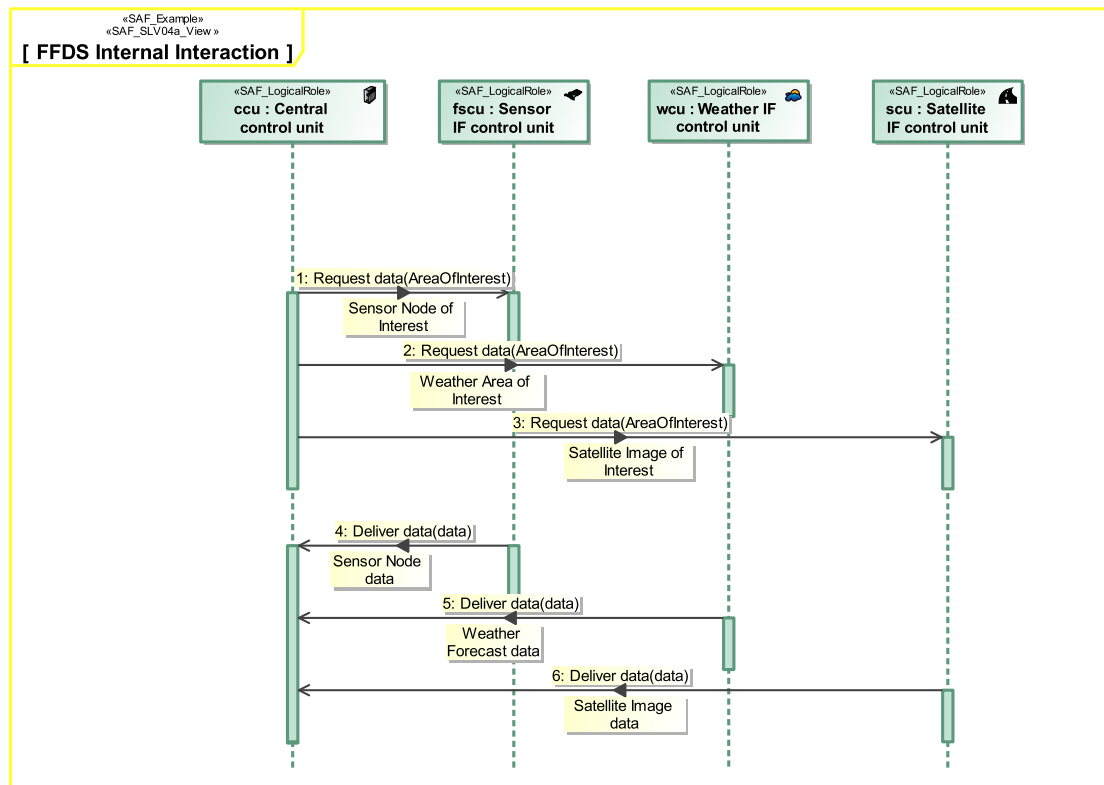 «SAF_Example»
«SAF_SLV04a_View»
[ FFDS Internal Interaction ]
«SAF_LogicalRole»
ccu : Central
control unit
«SAF_LogicalRole»
fscu : Sensor
IF control unit
«SAF_LogicalRole»
wcu : Weather IF
control unit
«SAF_LogicalRole»
scu : Satellite
IF control unit
1: Request data(AreaOfInterest)
Sensor Node of
Interest
2: Request data(AreaOfInterest)
Weather Area of
Interest
3: Request data(AreaOfInterest)
Satellite Image of
Interest
4: Deliver data(data)
Sensor Node
data
5: Deliver data(data)
Weather
Forecast data
6: Deliver data(data)
Satellite Image
data